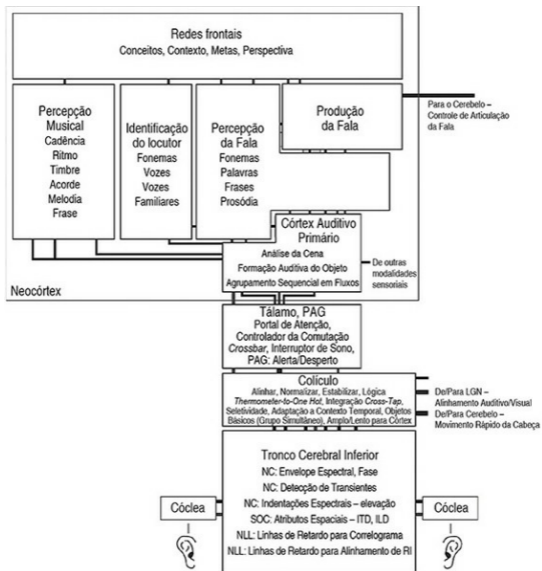 Redes frontais
Conceitos, Contexto, Metas, Perspectiva
Percepção
Musical
Cadência
Ritmo
Timbre
Acorde
Melodia
Frase
Identificação
do locutor
Fonemas
Vozes
Vozes
Familiares
Percepção
da Fala
Fonemas
Palavras
Frases
Prosódia
Produção
da Fala
Para o Cerebelo –
Controle de Articulação
da Fala
Córtex Auditivo
Primário
Análise da Cena
Formação Auditiva do Objeto
Agrupamento Sequencial em Fluxos
De outras
modalidades
sensoriais
Neocórtex
Tálamo, PAG
Portal de Atenção,
Controlador da Comutação
Crossbar, Interruptor de Sono,
PAG: Alerta/Desperto
Colículo
Alinhar, Normalizar, Estabilizar, Lógica
Thermometer-to-One Hot, Integração Cross-Tap,
Seletividade, Adaptação a Contexto Temporal, Objetos
Básicos (Grupo Simultâneo), Amplo/Lento para Córtex
De/Para LGN –
Alinhamento Auditivo/Visual
De/Para Cerebelo –
Movimento Rápido da Cabeça
Tronco Cerebral Inferior
NC: Envelope Espectral, Fase
NC: Detecção de Transientes
NC: Indentações Espectrais – elevação
SOC: Atributos Espaciais – ITD, ILD
NLL: Linhas de Retardo para Correlograma
NLL: Linhas de Retardo para Alinhamento de RI
Cóclea
Cóclea